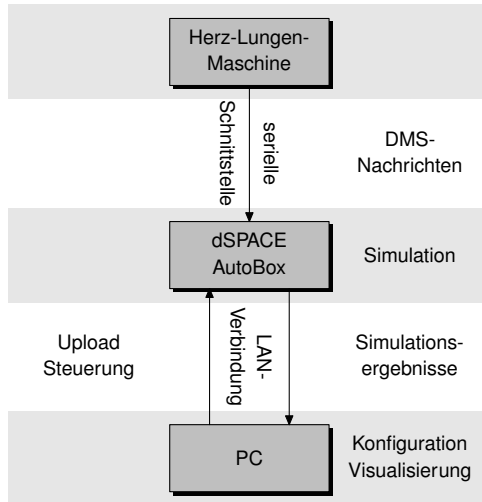 Herz-Lungen-
Maschine
serielle
Schnittstelle
DMS-
Nachrichten
dSPACE
AutoBox
Simulation
Upload
Steuerung
LAN-
Verbindung
Simulations-
ergebnisse
PC
Konfiguration
Visualisierung